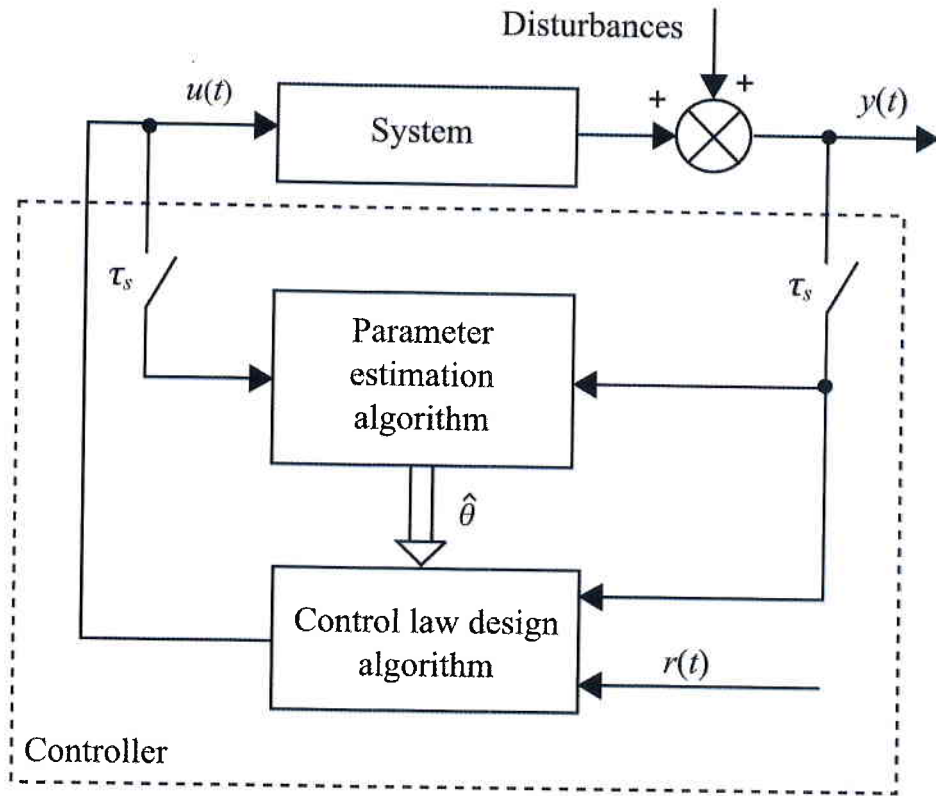 Disturbances
u(t)
+
+
y(t)
System
τs
τs
Parameter
estimation
algorithm
θ̂
Control law design
algorithm
r(t)
Controller